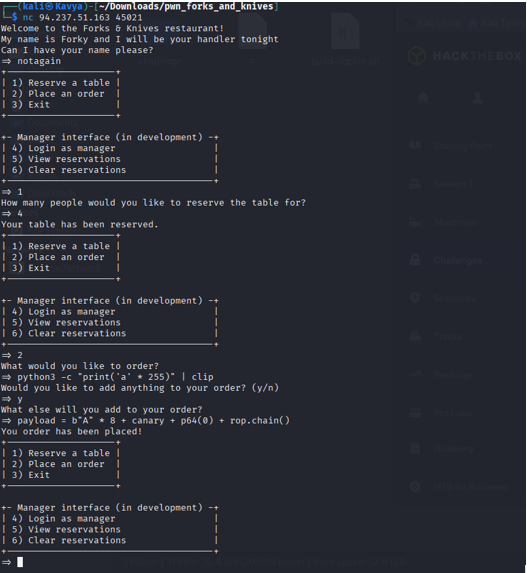 (kali㉿Kavya)-[~/Downloads/pwn_forks_and_knives]
$ nc 94.237.51.163 45021
Welcome to the Forks & Knives restaurant!
My name is Forky and I will be your handler tonight
Can I have your name please?
⇒ notagain
+--------------------+
| 1) Reserve a table |
| 2) Place an order  |
| 3) Exit            |
+--------------------+
+- Manager interface (in development) -+
| 4) Login as manager                  |
| 5) View reservations                 |
| 6) Clear reservations                |
+--------------------------------------+
⇒ 1
How many people would you like to reserve the table for?
⇒ 4
Your table has been reserved.
+--------------------+
| 1) Reserve a table |
| 2) Place an order  |
| 3) Exit            |
+--------------------+
+- Manager interface (in development) -+
| 4) Login as manager                  |
| 5) View reservations                 |
| 6) Clear reservations                |
+--------------------------------------+
⇒ 2
What would you like to order?
⇒ python3 -c "print('a' * 255)" | clip
Would you like to add anything to your order? (y/n)
⇒ y
What else will you add to your order?
⇒ payload = b"A" * 8 + canary + p64(0) + rop.chain()
You order has been placed!
+--------------------+
| 1) Reserve a table |
| 2) Place an order  |
| 3) Exit            |
+--------------------+
+- Manager interface (in development) -+
| 4) Login as manager                  |
| 5) View reservations                 |
| 6) Clear reservations                |
+--------------------------------------+
⇒
HACKTHEBOX
Challenges